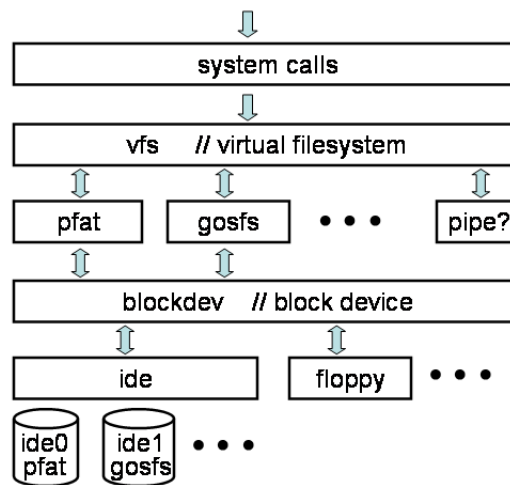 system calls
vfs // virtual filesystem
pfat gosfs pipe?
blockdev // block device
ide floppy
ide0 ide1
pfat gosfs